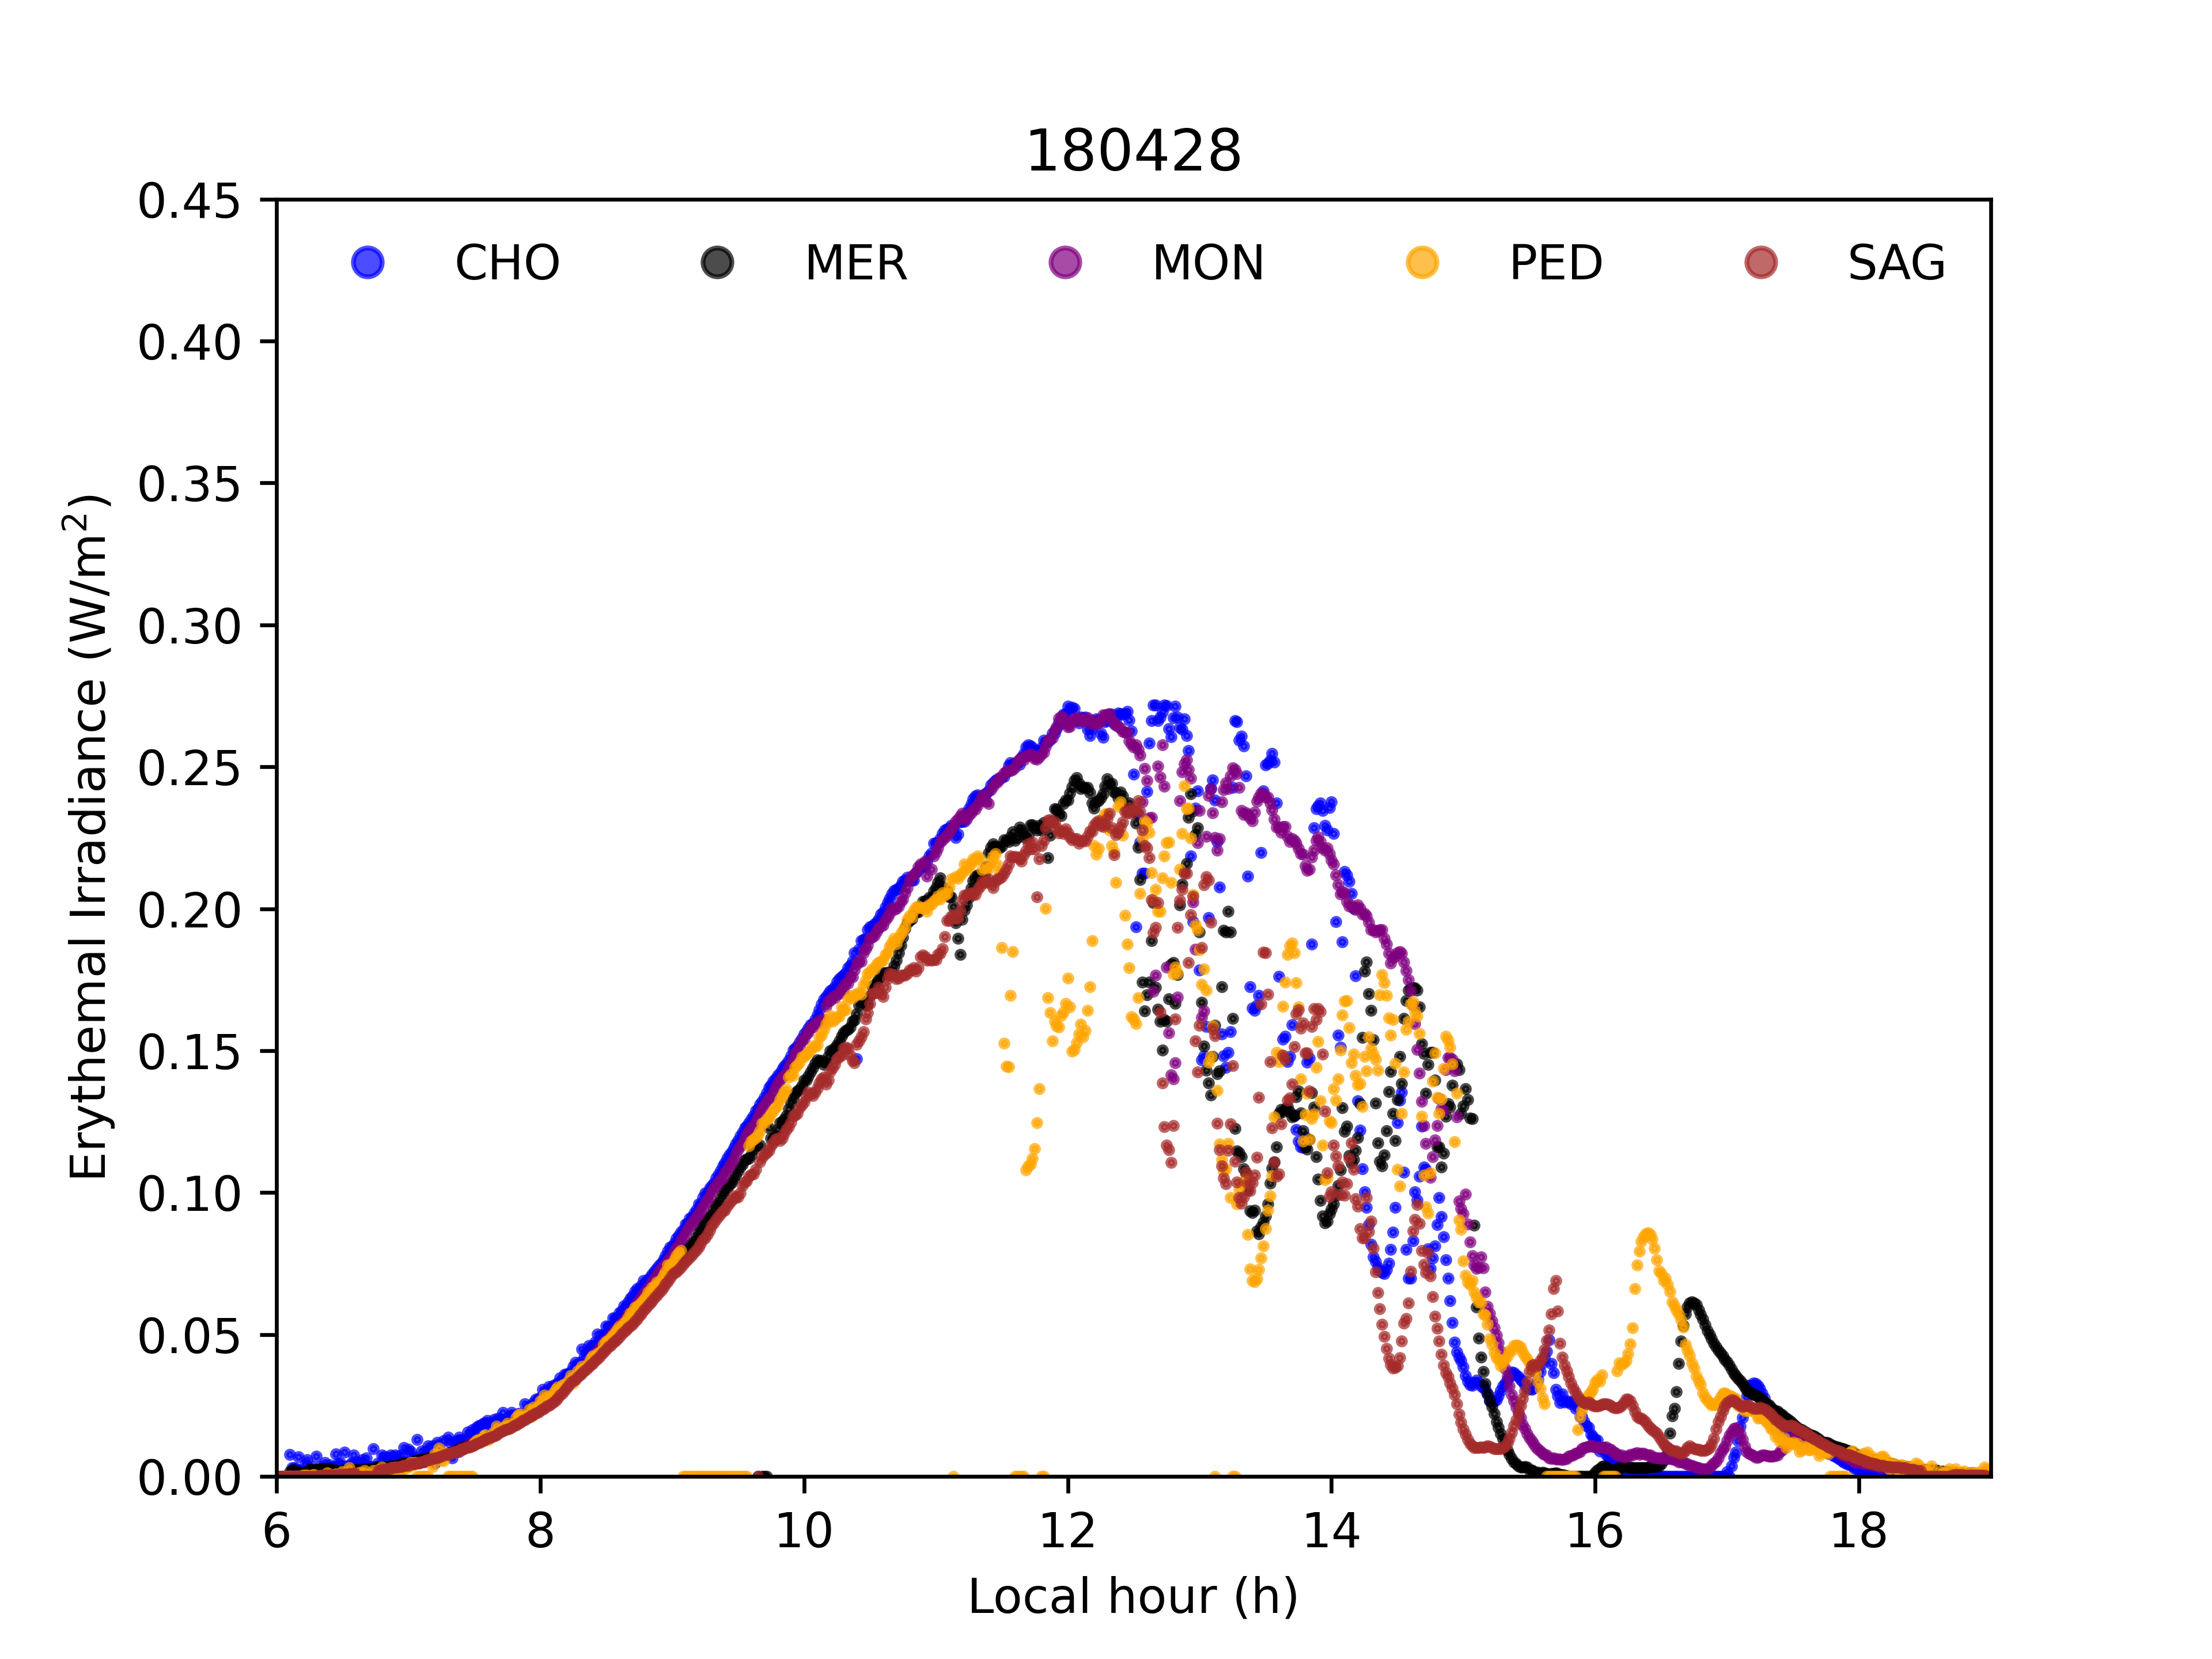 180428
CHO MER MON PED SAG
0.45
0.40
0.35
0.30
0.25
0.20
0.15
0.10
0.05
0.00
Erythemal Irradiance (W/m²)
6 8 10 12 14 16 18
Local hour (h)